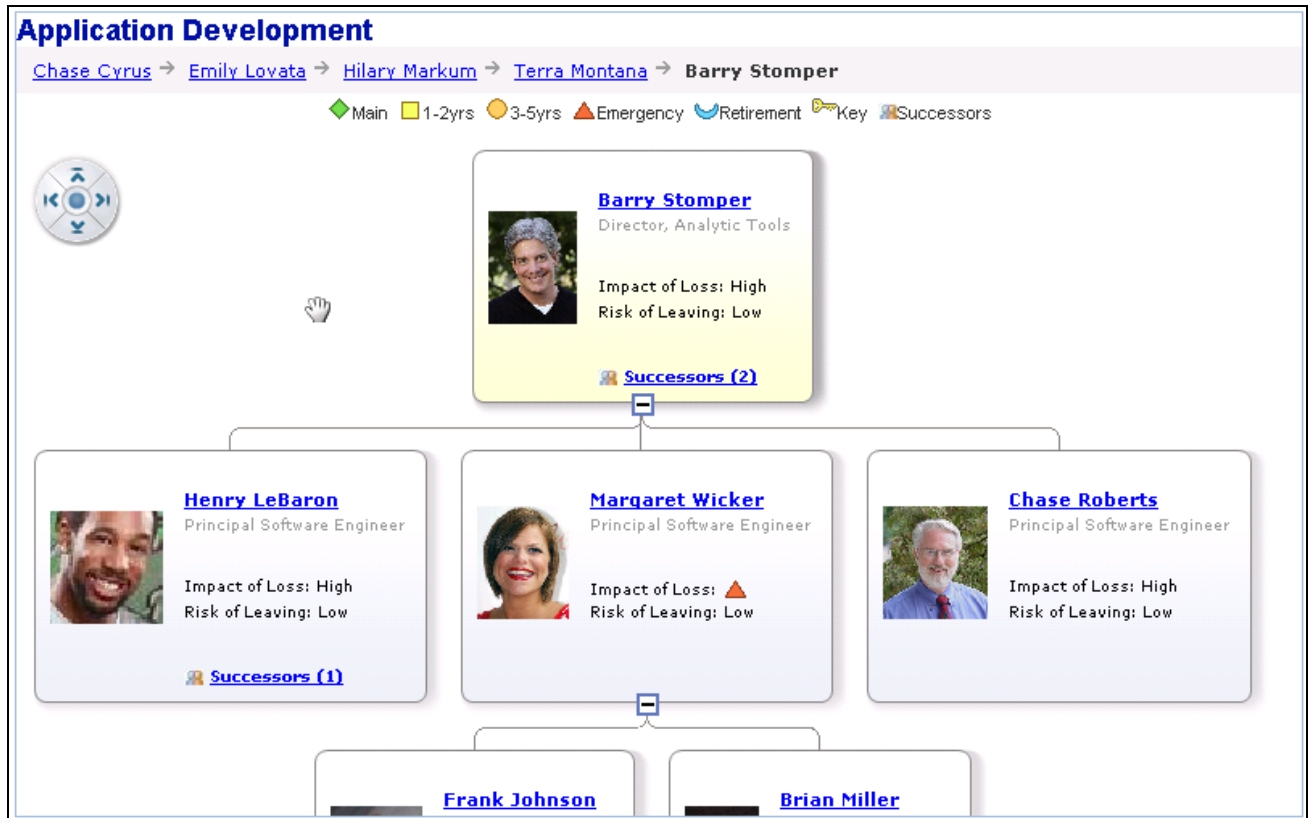 Application Development
Chase Cyrus → Emily Lovata → Hilary Markum → Terra Montana → Barry Stomper
Main 1-2yrs 3-5yrs Emergency Retirement Key Successors
Barry Stomper
Director, Analytic Tools
Impact of Loss: High
Risk of Leaving: Low
Successors (2)
Henry LeBaron
Principal Software Engineer
Impact of Loss: High
Risk of Leaving: Low
Successors (1)
Margaret Wicker
Principal Software Engineer
Impact of Loss:
Risk of Leaving: Low
Chase Roberts
Principal Software Engineer
Impact of Loss: High
Risk of Leaving: Low
Frank Johnson
Brian Miller